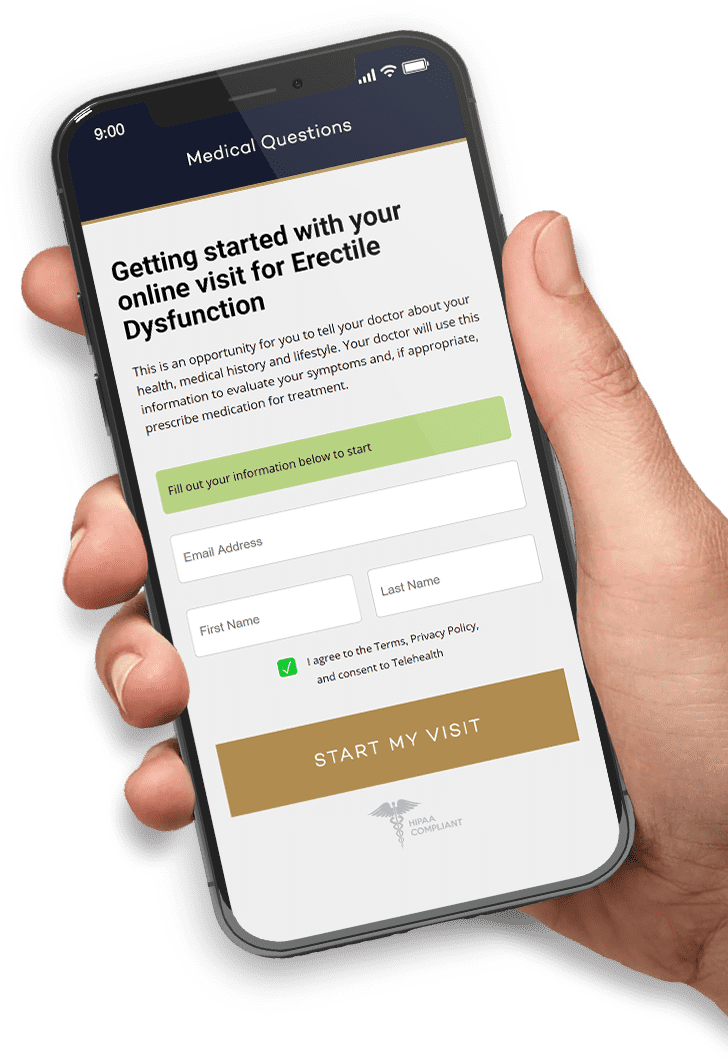 9:00
Medical Questions
Getting started with your
online visit for Erectile
Dysfunction
This is an opportunity for you to tell your doctor about your
health, medical history and lifestyle. Your doctor will use this
information to evaluate your symptoms and, if appropriate,
prescribe medication for treatment.
Fill out your information below to start
Email Address
First Name
Last Name
I agree to the Terms, Privacy Policy,
and consent to Telehealth
START MY VISIT
HIPAA
COMPLIANT